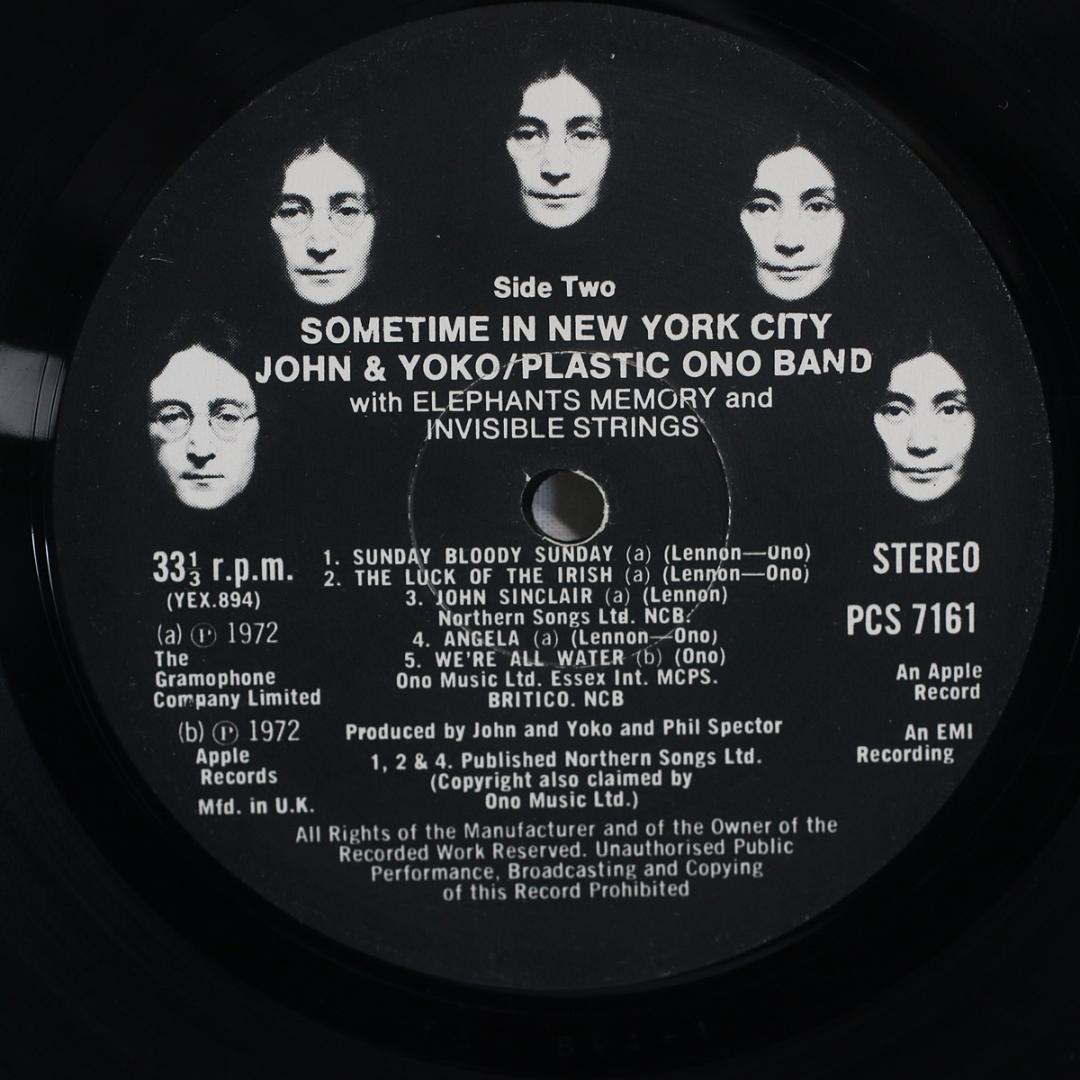 Side Two
SOMETIME IN NEW YORK CITY
JOHN & YOKO/PLASTIC ONO BAND
with ELEPHANTS MEMORY and
INVISIBLE STRINGS
33⅓ r.p.m.
(YEX.894)
(a) Ⓟ 1972
The
Gramophone
Company Limited
(b) Ⓟ 1972
Apple
Records
Mfd. in U.K.
1. SUNDAY BLOODY SUNDAY (a) (Lennon—Ono)
2. THE LUCK OF THE IRISH (a) (Lennon—Ono)
3. JOHN SINCLAIR (a) (Lennon)
Northern Songs Ltd. NCB.
4. ANGELA (a) (Lennon—Ono)
5. WE'RE ALL WATER (b) (Ono)
Ono Music Ltd. Essex Int. MCPS.
BRITICO. NCB
Produced by John and Yoko and Phil Spector
1, 2 & 4. Published Northern Songs Ltd.
(Copyright also claimed by
Ono Music Ltd.)
STEREO
PCS 7161
An Apple
Record
An EMI
Recording
All Rights of the Manufacturer and of the Owner of the
Recorded Work Reserved. Unauthorised Public
Performance, Broadcasting and Copying
of this Record Prohibited